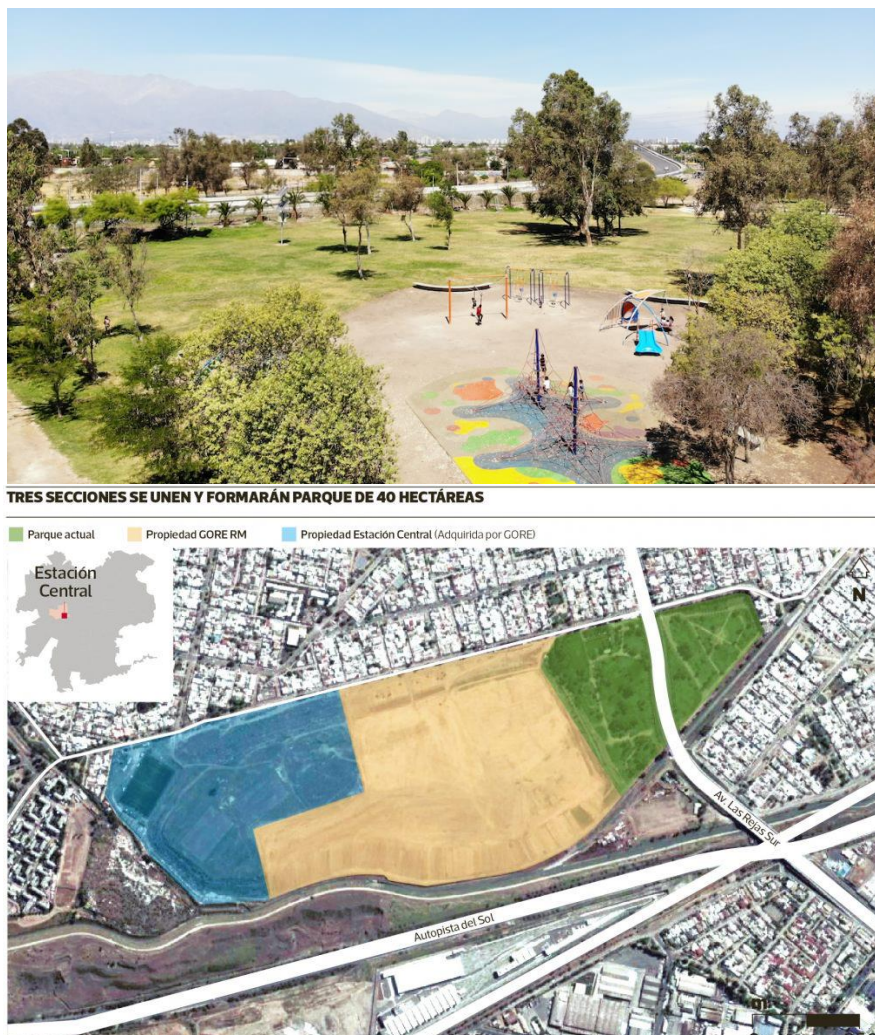 TRES SECCIONES SE UNEN Y FORMARÁN PARQUE DE 40 HECTÁREAS
Parque actual
Propiedad GORE RM
Propiedad Estación Central (Adquirida por GORE)
Estación
Central
N
Av. Las Rejas Sur
Autopista del Sol